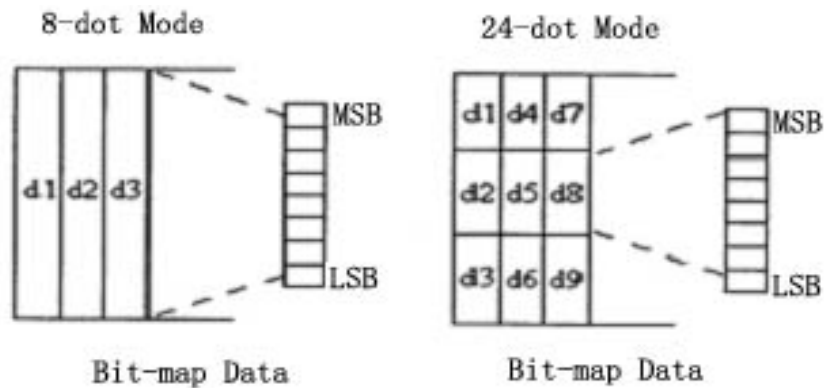 8-dot Mode
d1 d2 d3
MSB
LSB
Bit-map Data
24-dot Mode
d1 d4 d7
d2 d5 d8
d3 d6 d9
MSB
LSB
Bit-map Data